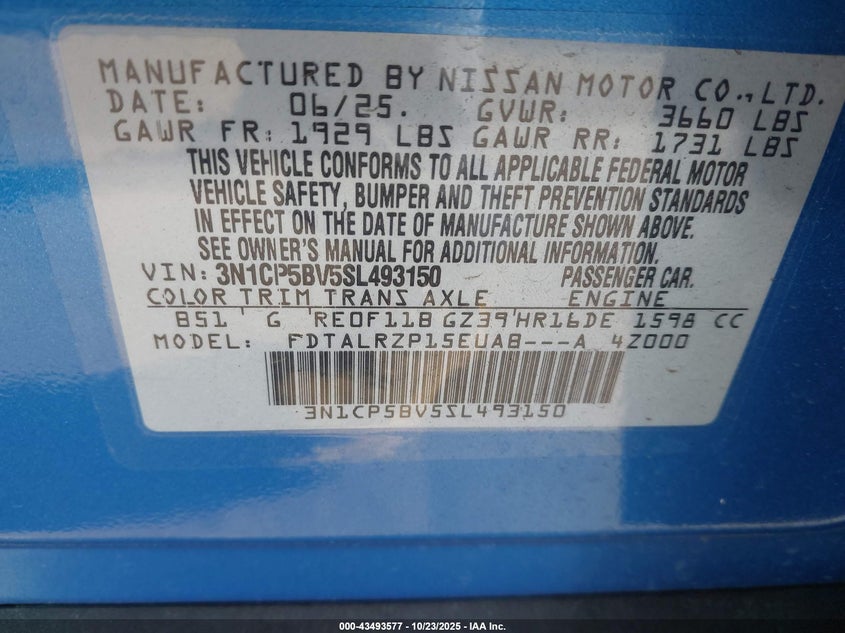 MANUFACTURED BY NISSAN MOTOR CO.,LTD.
DATE: 06/25. GVWR: 3660 LBS
GAWR FR: 1929 LBS GAWR RR: 1731 LBS
THIS VEHICLE CONFORMS TO ALL APPLICABLE FEDERAL MOTOR
VEHICLE SAFETY, BUMPER AND THEFT PREVENTION STANDARDS
IN EFFECT ON THE DATE OF MANUFACTURE SHOWN ABOVE.
SEE OWNER'S MANUAL FOR ADDITIONAL INFORMATION.
VIN: 3N1CP5BV5SL493150 PASSENGER CAR.
COLOR TRIM TRANS AXLE ENGINE
B51 G RE0F11B GZ39 HR16DE 1598 CC
MODEL: FDTALRZP15EUAB---A 4Z000
3N1CP5BV5SL493150
000-43493577 - 10/23/2025 - IAA Inc.